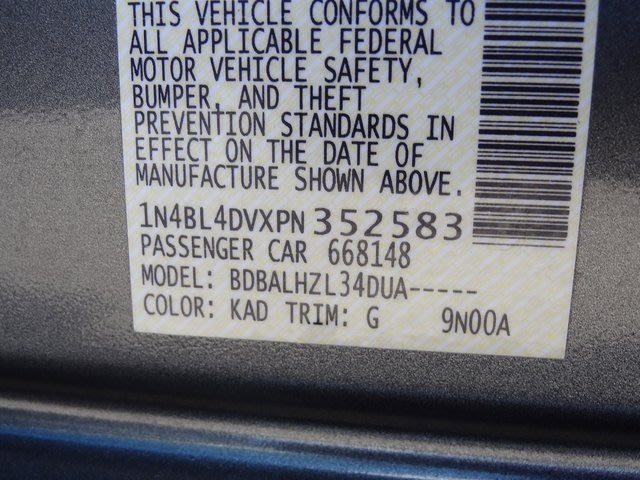 THIS VEHICLE CONFORMS TO
ALL APPLICABLE FEDERAL
MOTOR VEHICLE SAFETY,
BUMPER, AND THEFT
PREVENTION STANDARDS IN
EFFECT ON THE DATE OF
MANUFACTURE SHOWN ABOVE.
1N4BL4DVXPN352583
PASSENGER CAR 668148
MODEL: BDBALHZL34DUA-----
COLOR: KAD TRIM: G 9N00A